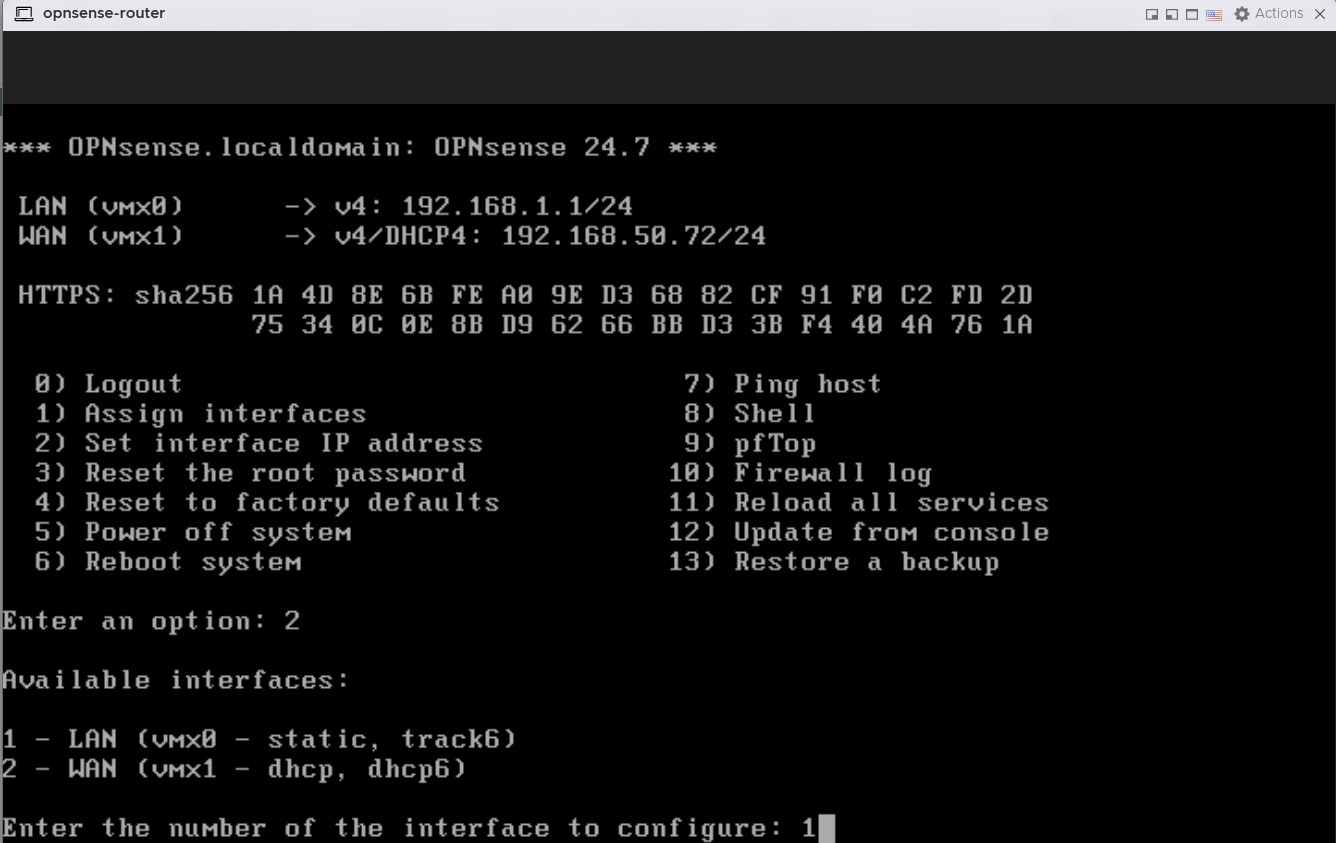 opnsense-router Actions
*** OPNsense.localdomain: OPNsense 24.7 ***
LAN (vmx0) -> v4: 192.168.1.1/24
WAN (vmx1) -> v4/DHCP4: 192.168.50.72/24
HTTPS: sha256 1A 4D 8E 6B FE A0 9E D3 68 82 CF 91 F0 C2 FD 2D
75 34 0C 0E 8B D9 62 66 BB D3 3B F4 40 4A 76 1A
0) Logout 7) Ping host
1) Assign interfaces 8) Shell
2) Set interface IP address 9) pfTop
3) Reset the root password 10) Firewall log
4) Reset to factory defaults 11) Reload all services
5) Power off system 12) Update from console
6) Reboot system 13) Restore a backup
Enter an option: 2
Available interfaces:
1 - LAN (vmx0 - static, track6)
2 - WAN (vmx1 - dhcp, dhcp6)
Enter the number of the interface to configure: 1